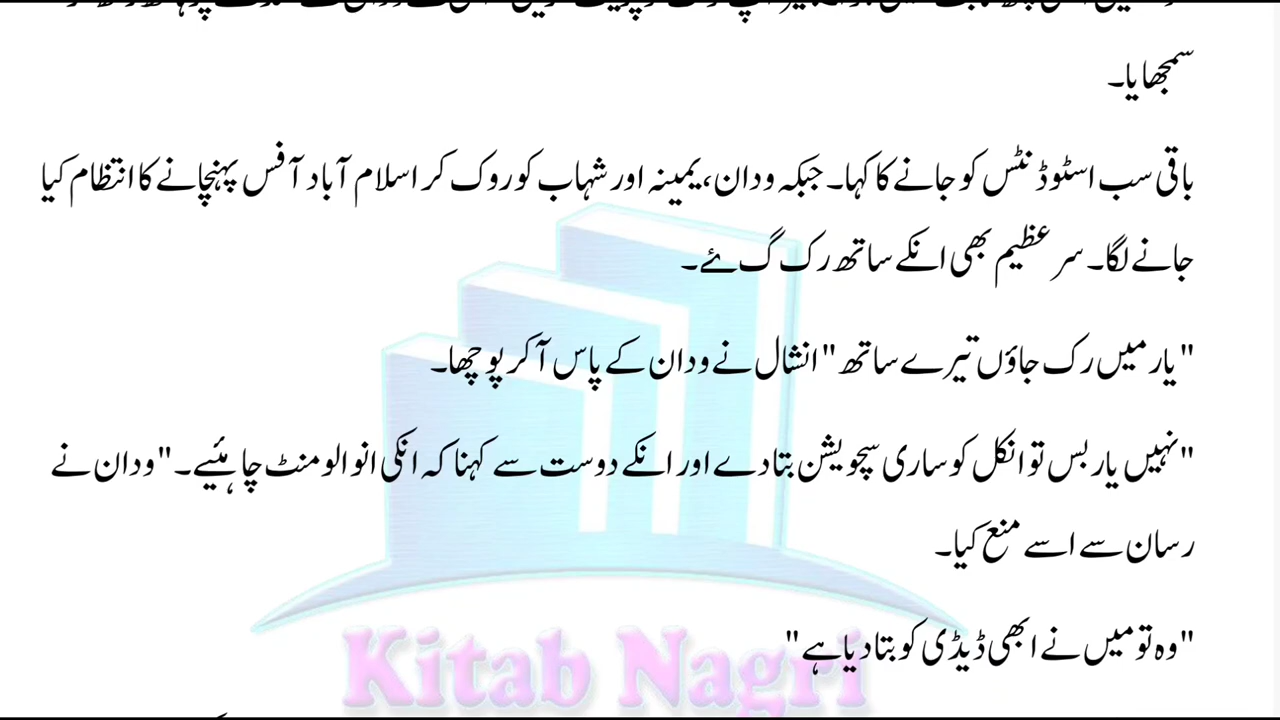 سمجھایا۔
باقی سب اسٹوڈنٹس کو جانے کا کہا۔ جبکہ ودان، یمینہ اور شہاب کو روک کر اسلام آباد آفس پہنچانے کا انتظام کیا
جانے لگا۔ سر عظیم بھی انکے ساتھ رک گۓ۔
"یار میں رک جاؤں تیرے ساتھ" انشال نے ودان کے پاس آکر پوچھا۔
"نہیں یار بس تو انکل کو ساری سچویشن بتا دے اور انکے دوست سے کہنا کہ انکی انوالومنٹ چاہئیے۔" ودان نے
رسان سے اسے منع کیا۔
"وہ تو میں نے ابھی ڈیڈی کو بتا دیا ہے"
Kitab Nagri